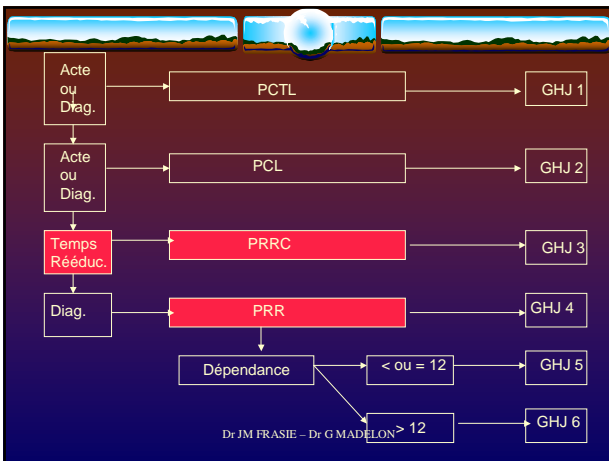 Acte
ou
Diag.
PCTL
GHJ 1
Acte
ou
Diag.
PCL
GHJ 2
Temps
Rééduc.
PRRC
GHJ 3
Diag.
PRR
GHJ 4
Dépendance
< ou = 12
GHJ 5
> 12
GHJ 6
Dr JM FRASIE – Dr G MADELON